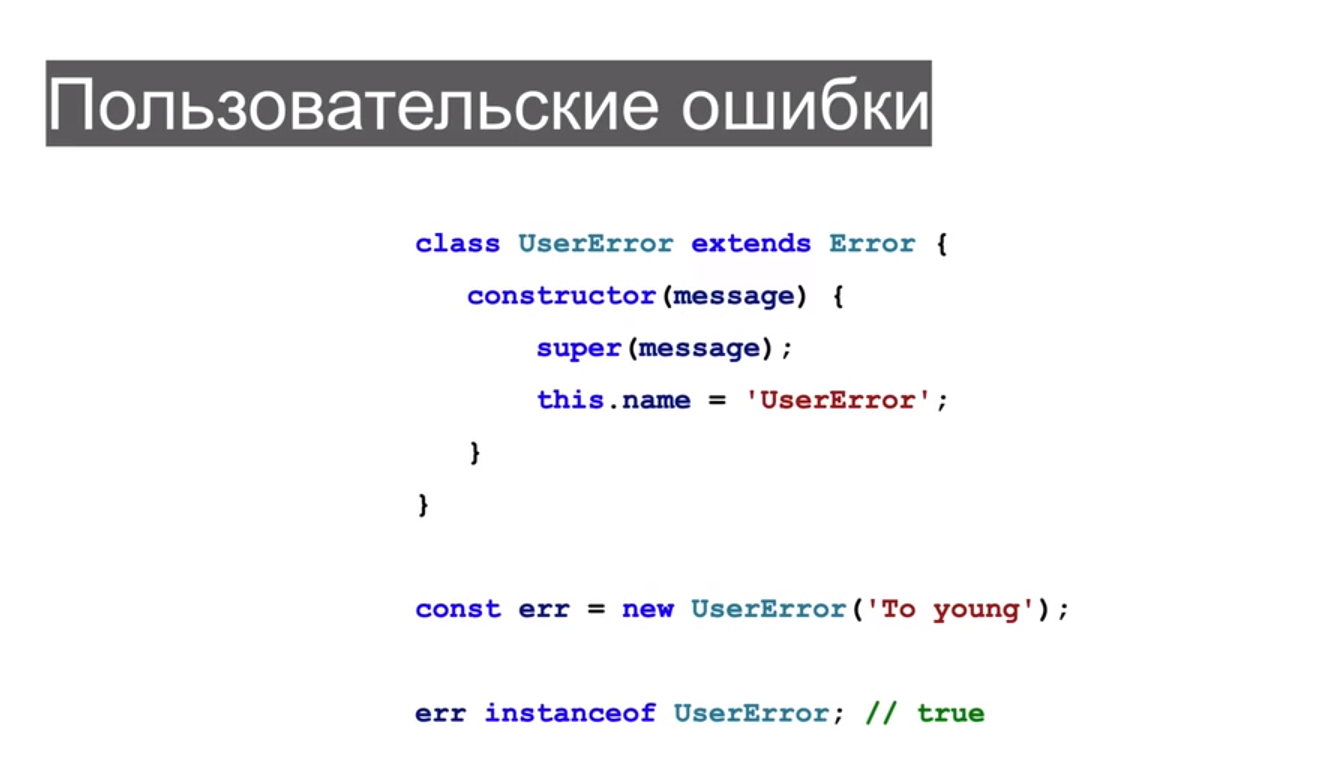 Пользовательские ошибки
class UserError extends Error {
constructor(message) {
super(message);
this.name = 'UserError';
}
}
const err = new UserError('To young');
err instanceof UserError; // true